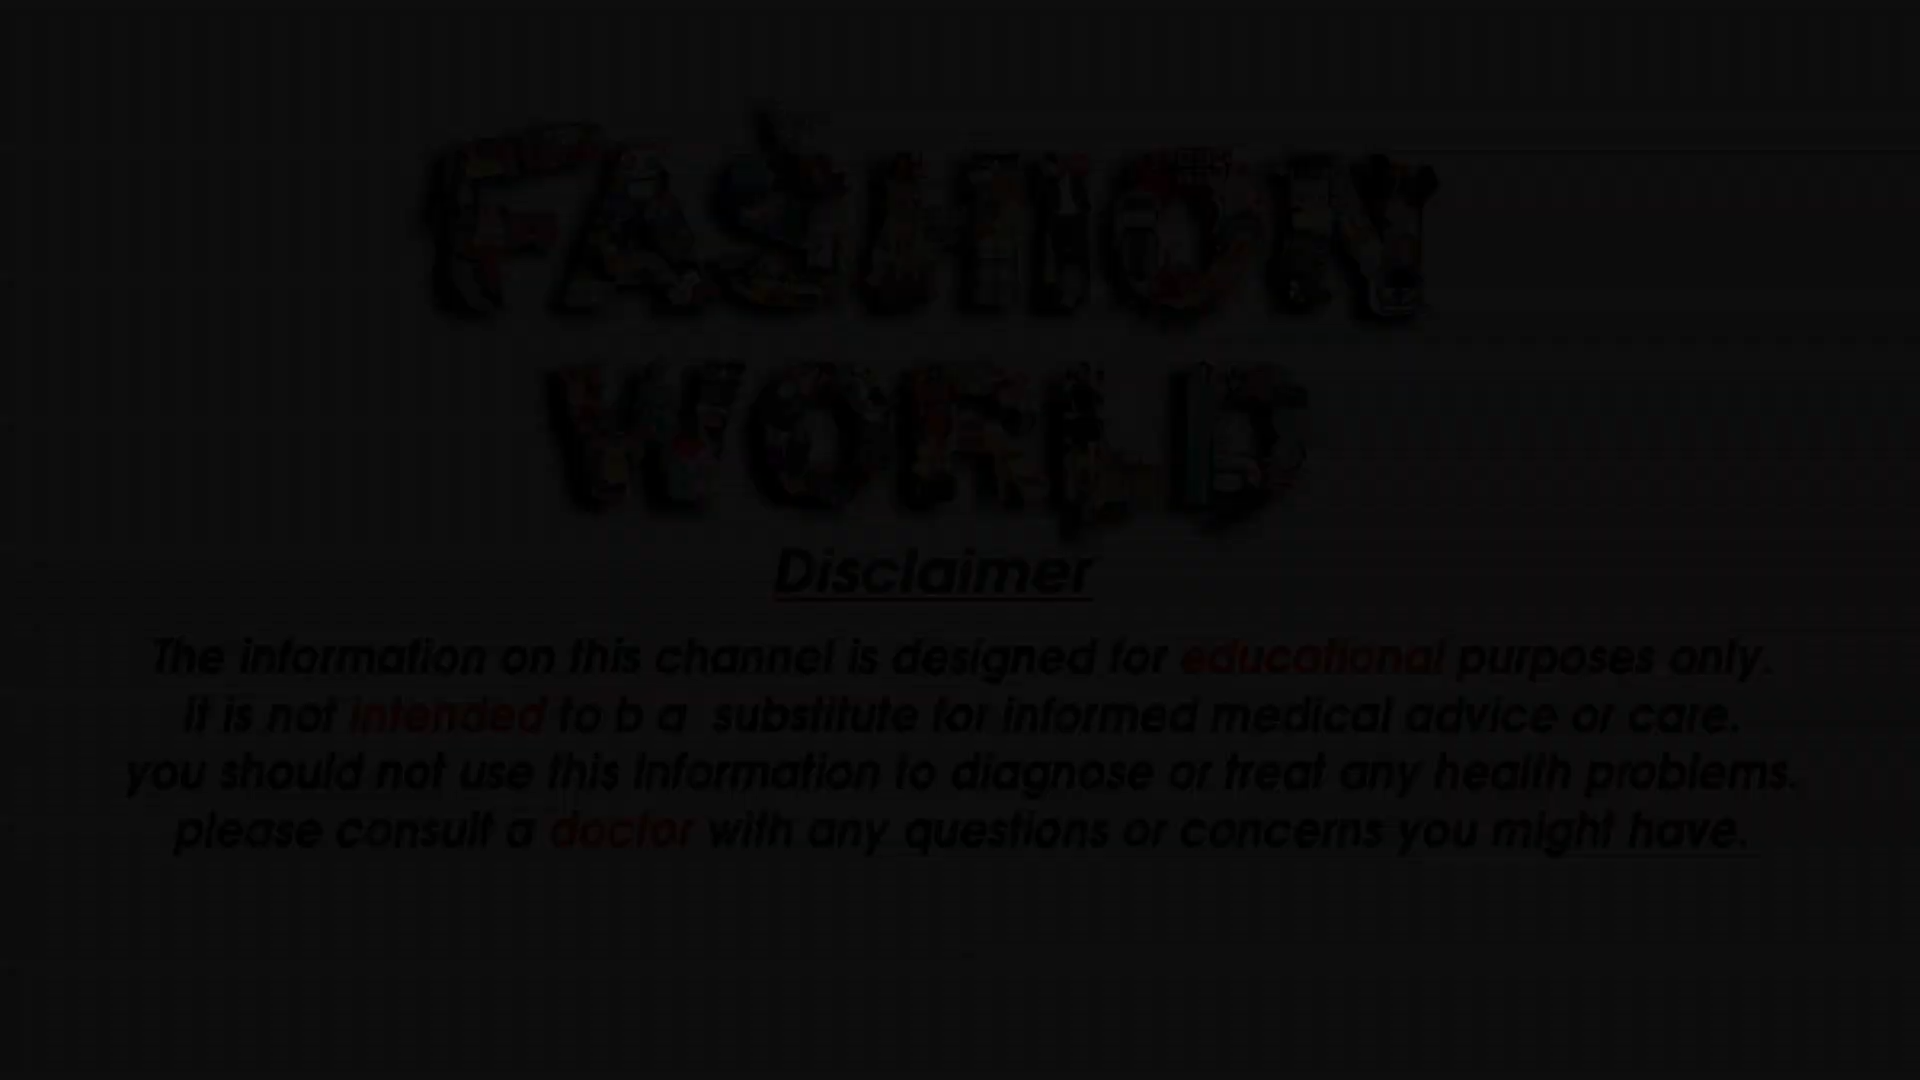 FASHION
WORLD
Disclaimer
The information on this channel is designed for educational purposes only.
it is not intended to b a substitute for informed medical advice or care.
you should not use this information to diagnose or treat any health problems.
please consult a doctor with any questions or concerns you might have.